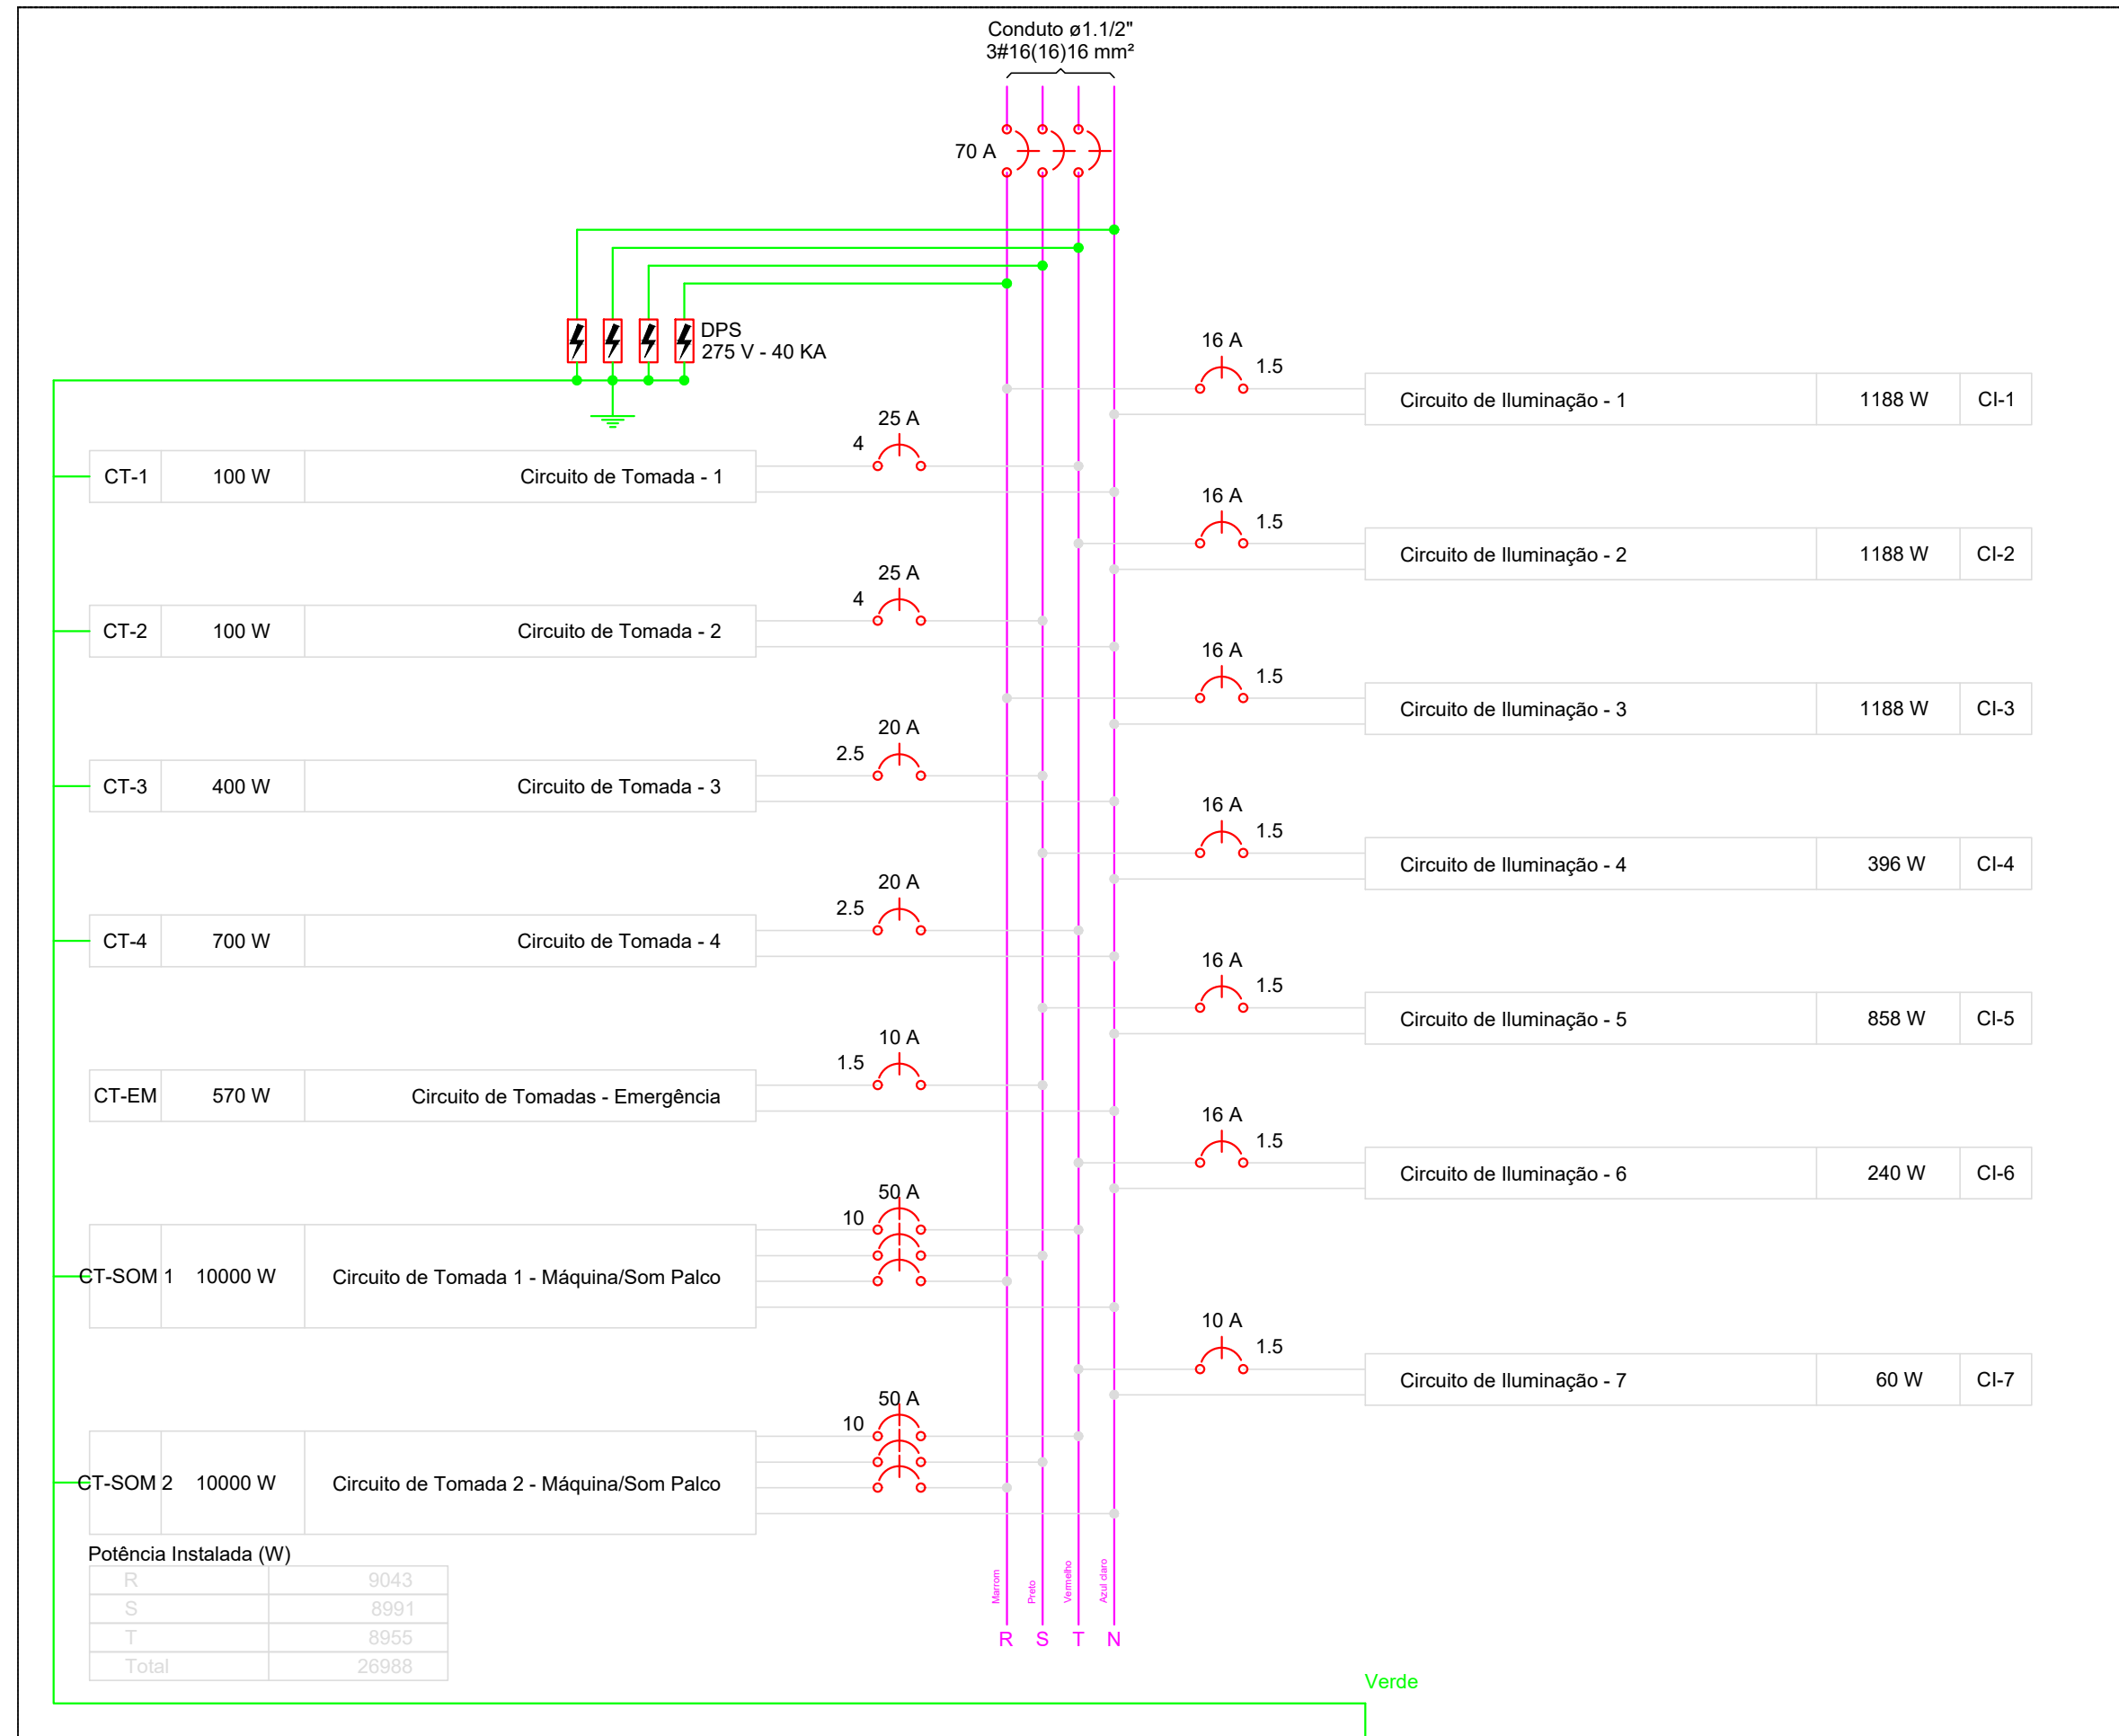 Conduto ø1.1/2"
3#16(16)16 mm²
70 A
DPS
275 V - 40 KA
16 A
1.5
Circuito de Iluminação - 1 1188 W CI-1
25 A
4
CT-1 100 W Circuito de Tomada - 1
16 A
1.5
Circuito de Iluminação - 2 1188 W CI-2
25 A
4
CT-2 100 W Circuito de Tomada - 2
16 A
1.5
Circuito de Iluminação - 3 1188 W CI-3
20 A
2.5
CT-3 400 W Circuito de Tomada - 3
16 A
1.5
Circuito de Iluminação - 4 396 W CI-4
20 A
2.5
CT-4 700 W Circuito de Tomada - 4
16 A
1.5
Circuito de Iluminação - 5 858 W CI-5
10 A
1.5
CT-EM 570 W Circuito de Tomadas - Emergência
16 A
1.5
Circuito de Iluminação - 6 240 W CI-6
50 A
10
CT-SOM 1 10000 W Circuito de Tomada 1 - Máquina/Som Palco
10 A
1.5
Circuito de Iluminação - 7 60 W CI-7
50 A
10
CT-SOM 2 10000 W Circuito de Tomada 2 - Máquina/Som Palco
Potência Instalada (W)
R 9043
S 8991
T 8955
Total 26988
Marrom
Preto
Vermelho
Azul claro
R S T N
Verde